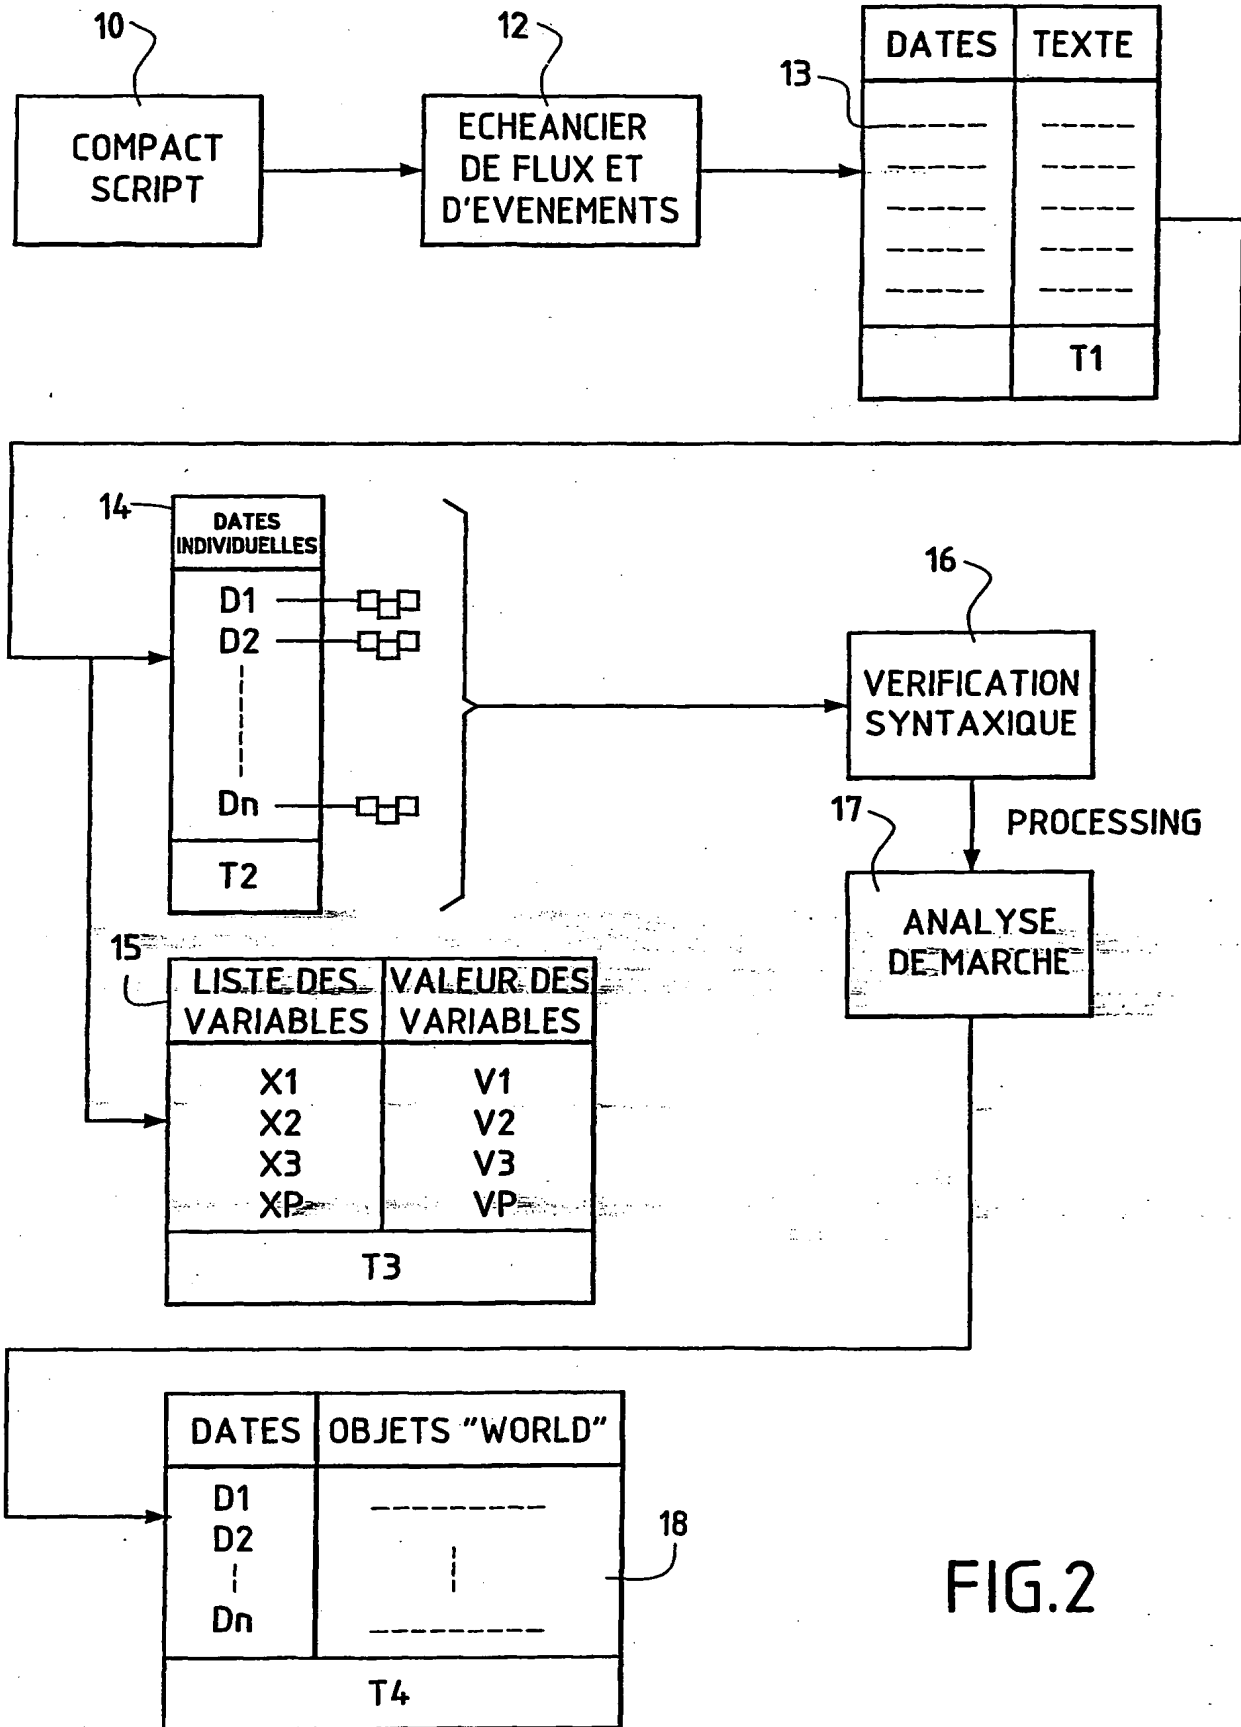 10
COMPACT
SCRIPT
12
ECHEANCIER
DE FLUX ET
D'EVENEMENTS
13
DATES TEXTE
T1
14
DATES
INDIVIDUELLES
D1
D2
Dn
T2
16
VERIFICATION
SYNTAXIQUE
PROCESSING
17
ANALYSE
DE MARCHE
15
LISTE DES VALEUR DES
VARIABLES VARIABLES
X1 V1
X2 V2
X3 V3
XP VP
T3
DATES OBJETS "WORLD"
D1
D2
Dn
18
T4
FIG.2